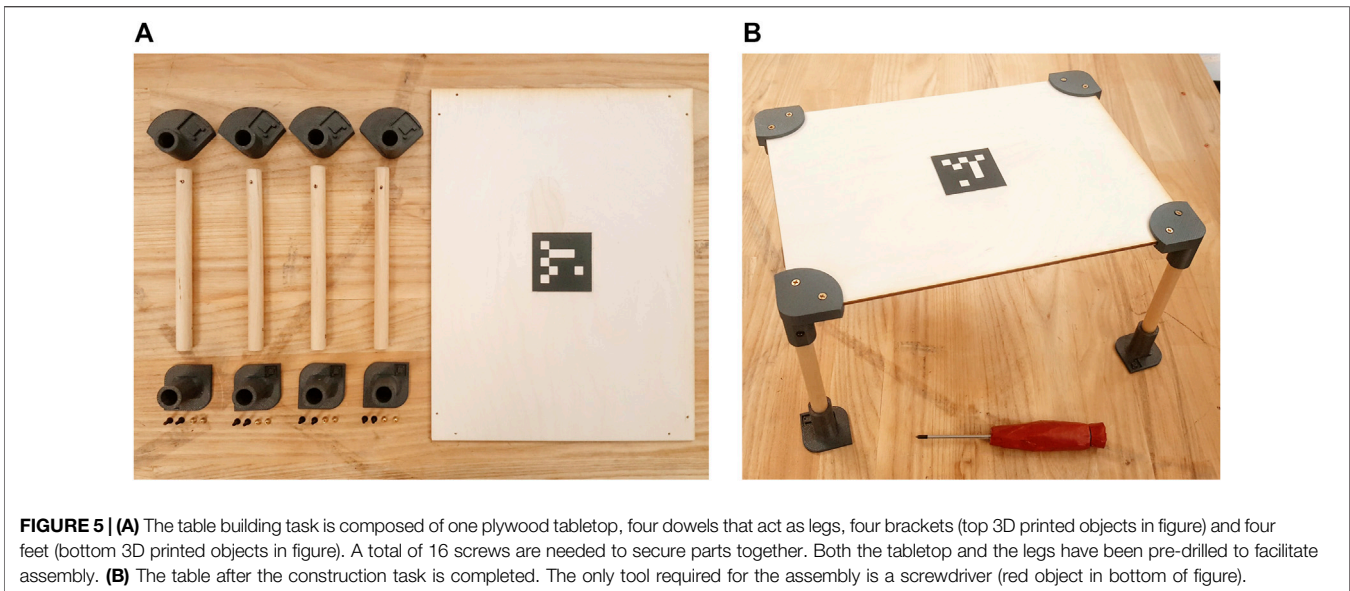 A
B
FIGURE 5 | (A) The table building task is composed of one plywood tabletop, four dowels that act as legs, four brackets (top 3D printed objects in figure) and four
feet (bottom 3D printed objects in figure). A total of 16 screws are needed to secure parts together. Both the tabletop and the legs have been pre-drilled to facilitate
assembly. (B) The table after the construction task is completed. The only tool required for the assembly is a screwdriver (red object in bottom of figure).